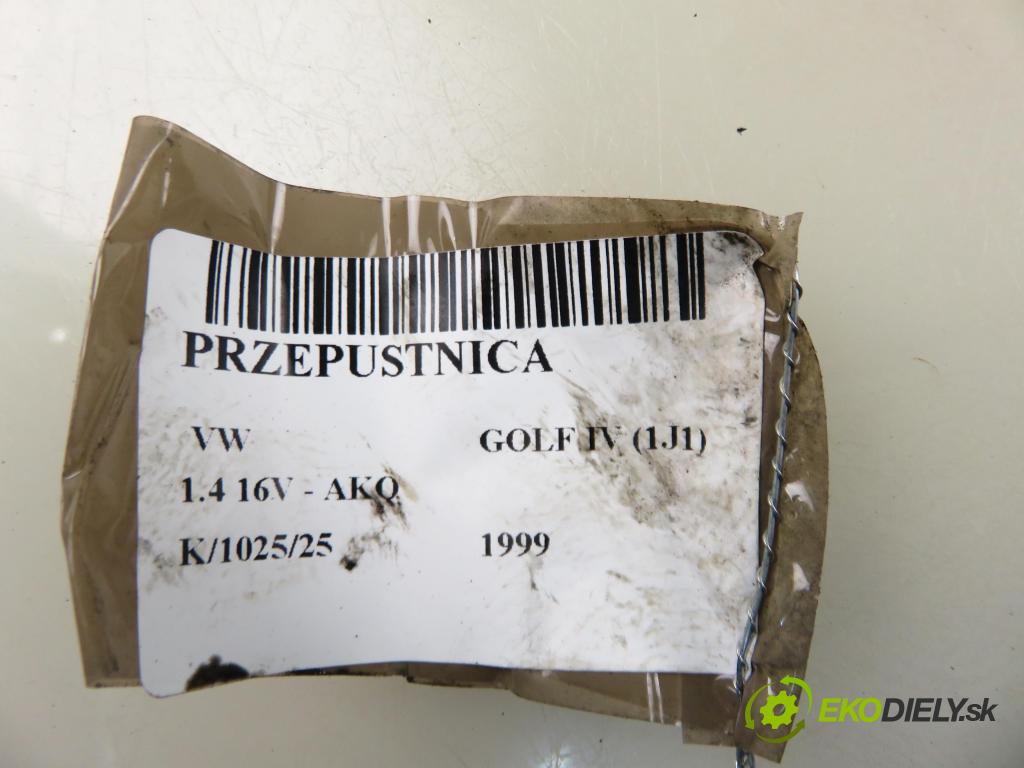 PRZEPUSTNICA
VW GOLF IV (1J1)
1.4 16V - AKQ
K/1025/25 1999
EKODIELY.sk